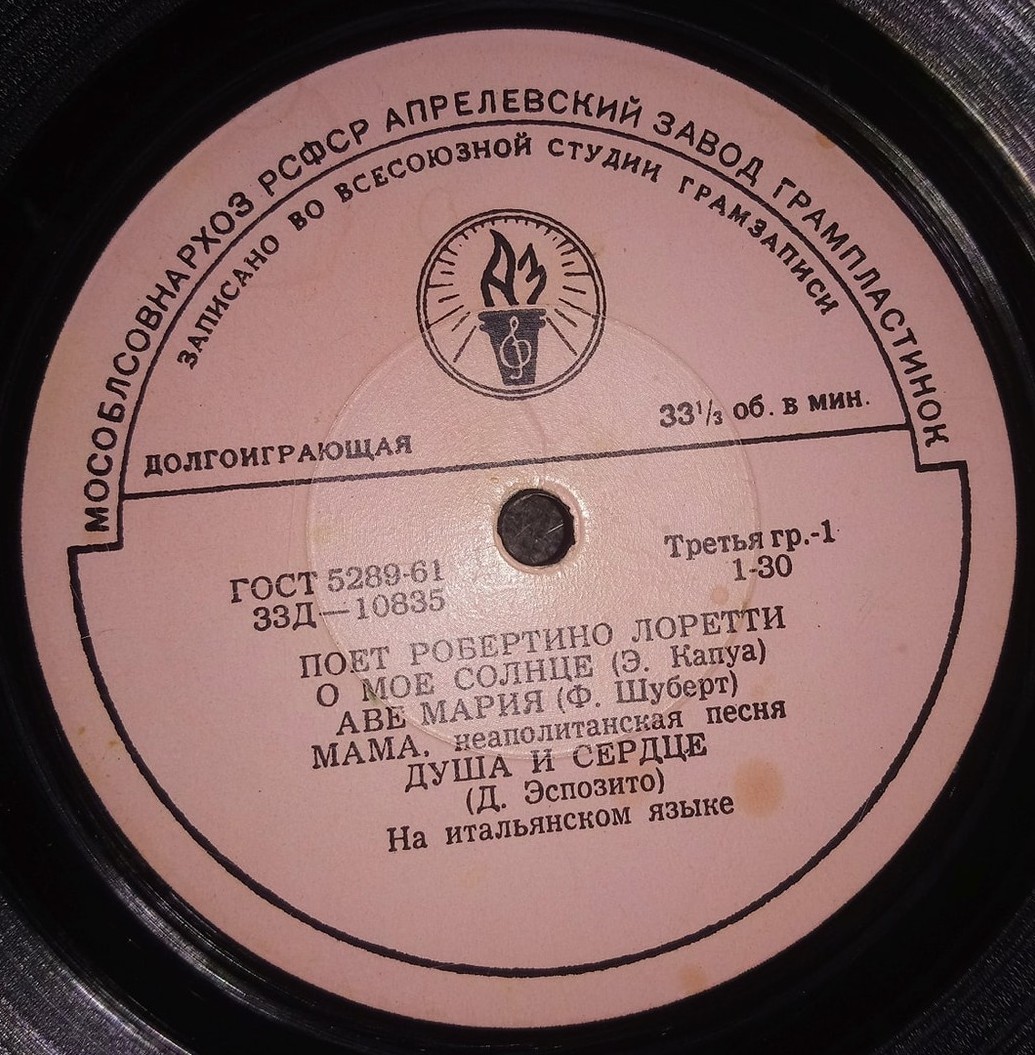 МОСОБЛСОВНАРХОЗ РСФСР АПРЕЛЕВСКИЙ ЗАВОД ГРАМПЛАСТИНОК
ЗАПИСАНО ВО ВСЕСОЮЗНОЙ СТУДИИ ГРАМЗАПИСИ
АЗ
ДОЛГОИГРАЮЩАЯ
33¹/₃ об. в мин.
ГОСТ 5289-61
Третья гр.-1
33Д—10835
1-30
ПОЕТ РОБЕРТИНО ЛОРЕТТИ
О МОЕ СОЛНЦЕ (Э. Капуа)
АВЕ МАРИЯ (Ф. Шуберт)
МАМА, неаполитанская песня
ДУША И СЕРДЦЕ
(Д. Эспозито)
На итальянском языке